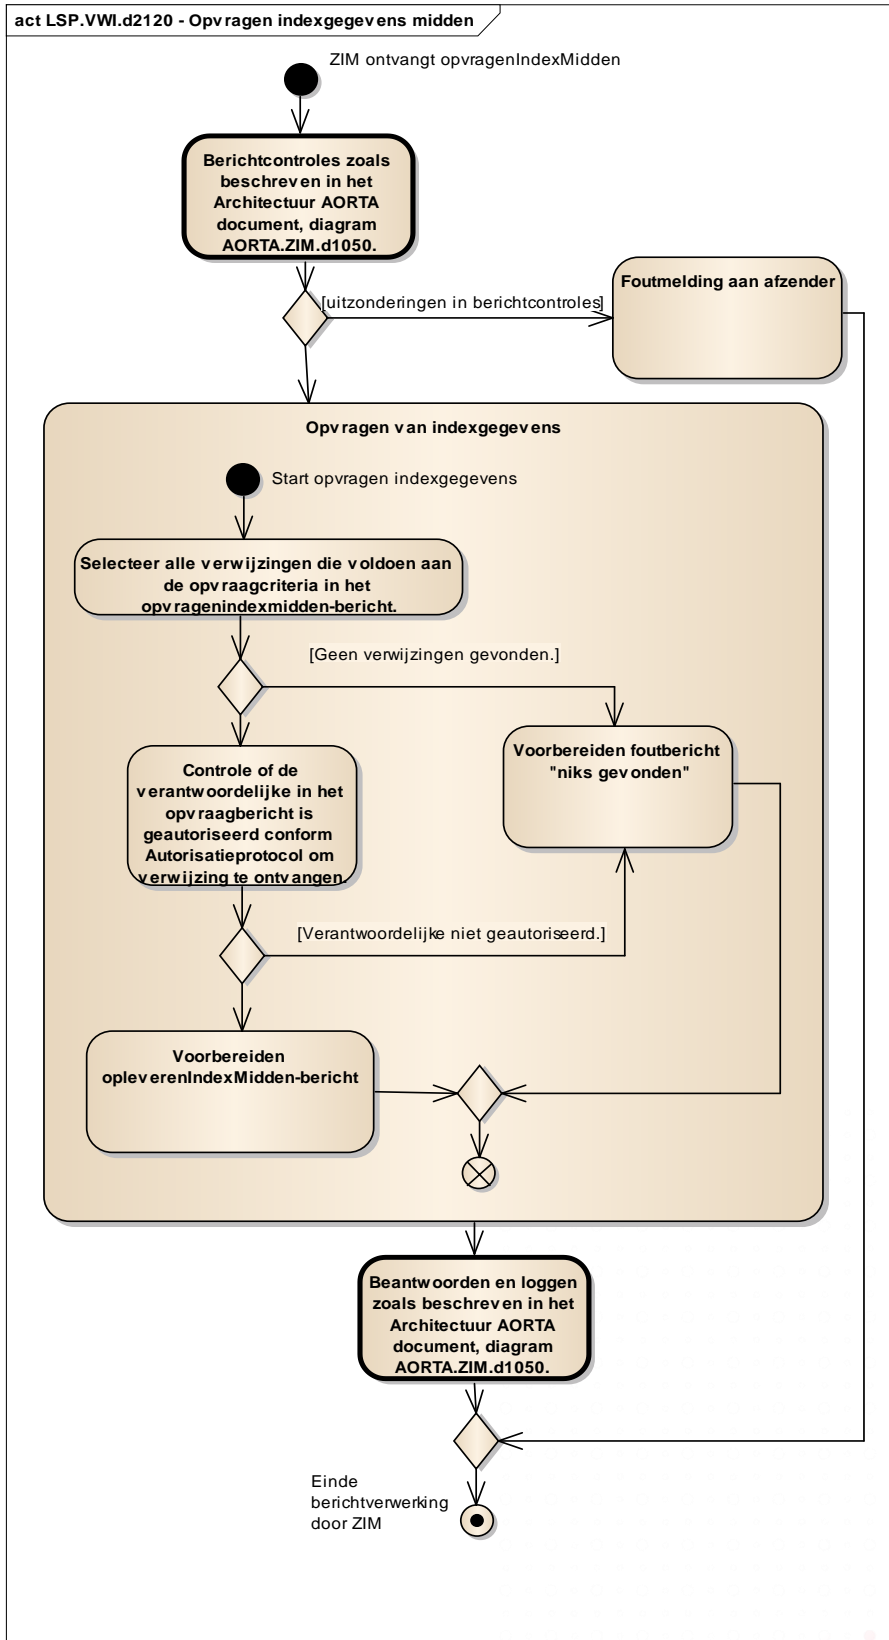 act LSP.VWI.d2120 - Opvragen indexgegevens midden
ZIM ontvangt opvragenIndexMidden
Berichtcontroles zoals
beschreven in het
Architectuur AORTA
document, diagram
AORTA.ZIM.d1050.
Foutmelding aan afzender
[uitzonderingen in berichtcontroles]
Opvragen van indexgegevens
Start opvragen indexgegevens
Selecteer alle verwijzingen die voldoen aan
de opvraagcriteria in het
opvragenindexmidden-bericht.
[Geen verwijzingen gevonden.]
Voorbereiden foutbericht
"niks gevonden"
Controle of de
verantwoordelijke in het
opvraagbericht is
geautoriseerd conform
Autorisatieprotocol om
verwijzing te ontvangen.
[Verantwoordelijke niet geautoriseerd.]
Voorbereiden
opleverenIndexMidden-bericht
Beantwoorden en loggen
zoals beschreven in het
Architectuur AORTA
document, diagram
AORTA.ZIM.d1050.
Einde
berichtverwerking
door ZIM